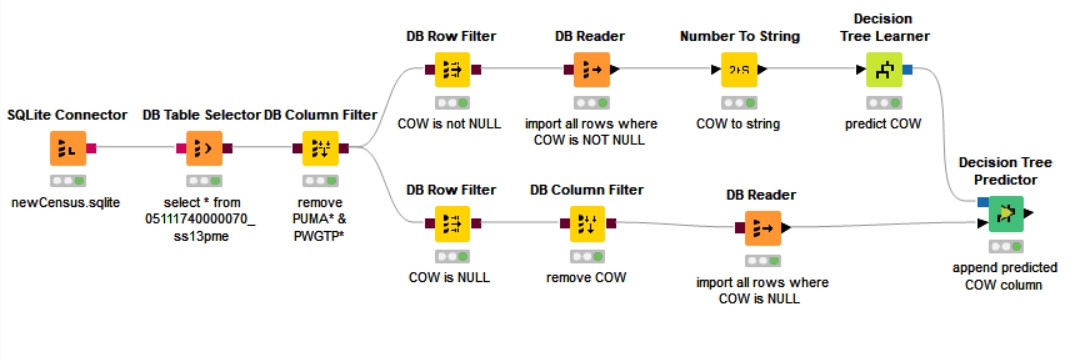 Decision
Tree Learner
DB Row Filter
DB Reader
Number To String
COW is not NULL
import all rows where
COW is NOT NULL
COW to string
predict COW
SQLite Connector
DB Table Selector
DB Column Filter
newCensus.sqlite
select * from
05111740000070_
ss13pme
remove
PUMA* &
PWGTP*
DB Row Filter
DB Column Filter
DB Reader
COW is NULL
remove COW
import all rows where
COW is NULL
Decision Tree
Predictor
append predicted
COW column